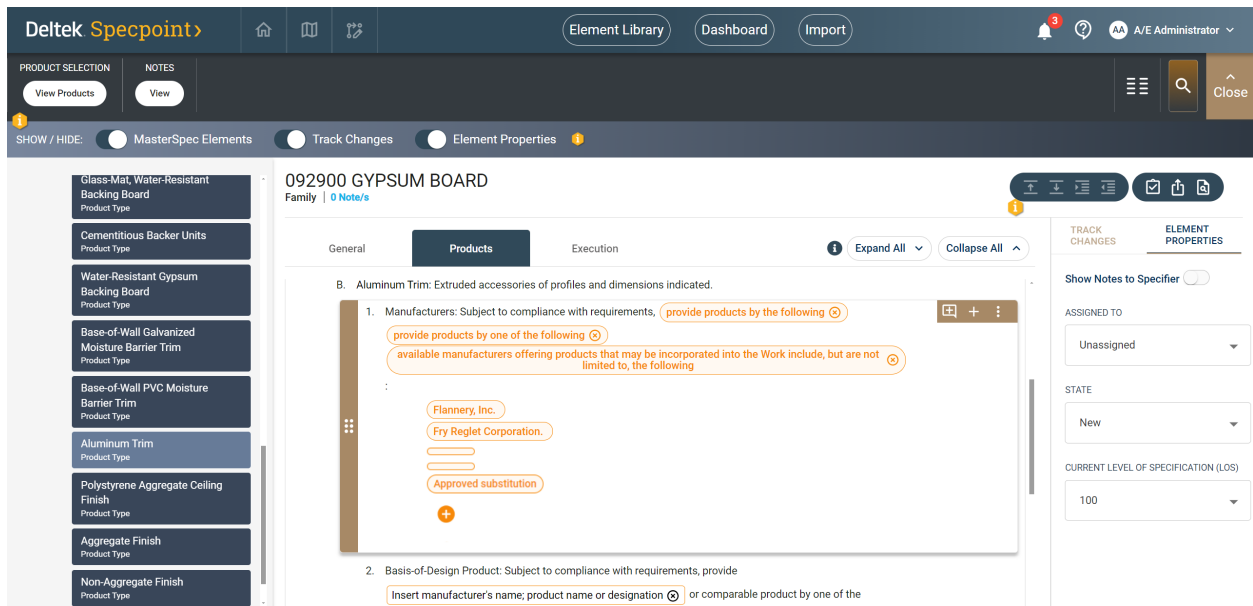 Deltek Specpoint
Element Library
Dashboard
Import
3
AA
A/E Administrator
PRODUCT SELECTION
NOTES
View Products
View
Close
SHOW / HIDE:
MasterSpec Elements
Track Changes
Element Properties
Glass-Mat, Water-Resistant
Backing Board
Product Type
Cementitious Backer Units
Product Type
Water-Resistant Gypsum
Backing Board
Product Type
Base-of-Wall Galvanized
Moisture Barrier Trim
Product Type
Base-of-Wall PVC Moisture
Barrier Trim
Product Type
Aluminum Trim
Product Type
Polystyrene Aggregate Ceiling
Finish
Product Type
Aggregate Finish
Product Type
Non-Aggregate Finish
Product Type
092900 GYPSUM BOARD
Family | 0 Note/s
General
Products
Execution
Expand All
Collapse All
B. Aluminum Trim: Extruded accessories of profiles and dimensions indicated.
1. Manufacturers: Subject to compliance with requirements, provide products by the following
provide products by one of the following
available manufacturers offering products that may be incorporated into the Work include, but are not
limited to, the following
:
Flannery, Inc.
Fry Reglet Corporation.
Approved substitution
2. Basis-of-Design Product: Subject to compliance with requirements, provide
Insert manufacturer's name; product name or designation or comparable product by one of the
TRACK
CHANGES
ELEMENT
PROPERTIES
Show Notes to Specifier
ASSIGNED TO
Unassigned
STATE
New
CURRENT LEVEL OF SPECIFICATION (LOS)
100